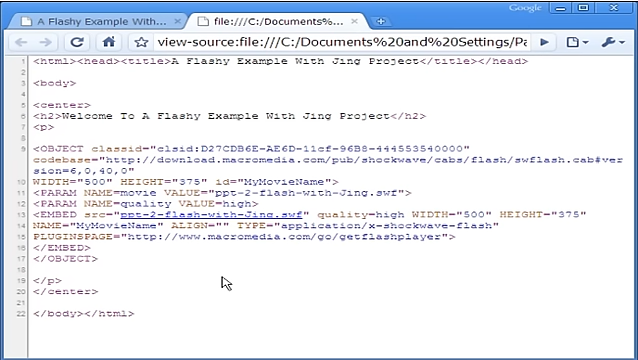 Google
A Flashy Example With...
file:///C:/Documents%...
view-source:file:///C:/Documents%20and%20Settings/Pa
1 <html><head><title>A Flashy Example With Jing Project</title></head>
2
3 <body>
4
5 <center>
6 <h2>Welcome To A Flashy Example With Jing Project</h2>
7 <p>
8
9 <OBJECT classid="clsid:D27CDB6E-AE6D-11cf-96B8-444553540000"
codebase="http://download.macromedia.com/pub/shockwave/cabs/flash/swflash.cab#ver
sion=6,0,40,0"
10 WIDTH="500" HEIGHT="375" id="MyMovieName">
11 <PARAM NAME=movie VALUE="ppt-2-flash-with-Jing.swf">
12 <PARAM NAME=quality VALUE=high>
13 <EMBED src="ppt-2-flash-with-Jing.swf" quality=high WIDTH="500" HEIGHT="375"
14 NAME="MyMovieName" ALIGN="" TYPE="application/x-shockwave-flash"
15 PLUGINSPAGE="http://www.macromedia.com/go/getflashplayer">
16 </EMBED>
17 </OBJECT>
18
19 </p>
20 </center>
21
22 </body></html>